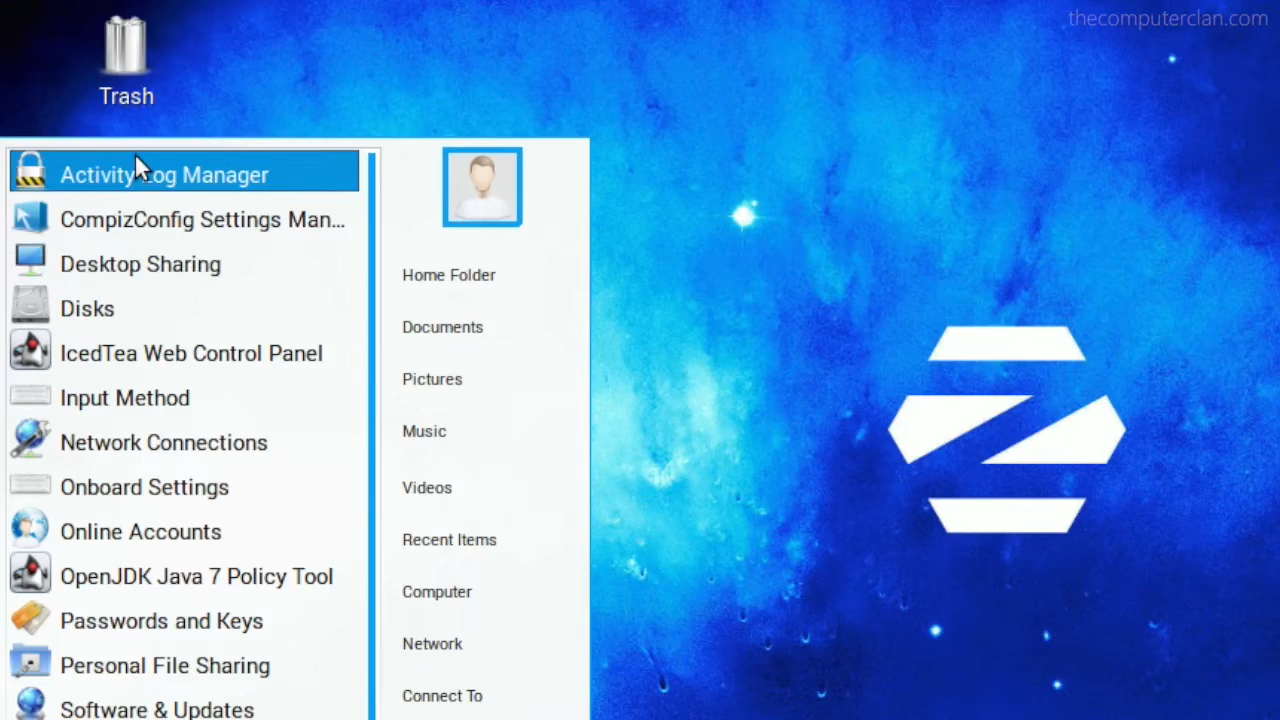 thecomputerclan.com
Trash
Activity Log Manager
CompizConfig Settings Man...
Desktop Sharing
Disks
IcedTea Web Control Panel
Input Method
Network Connections
Onboard Settings
Online Accounts
OpenJDK Java 7 Policy Tool
Passwords and Keys
Personal File Sharing
Software & Updates
Home Folder
Documents
Pictures
Music
Videos
Recent Items
Computer
Network
Connect To